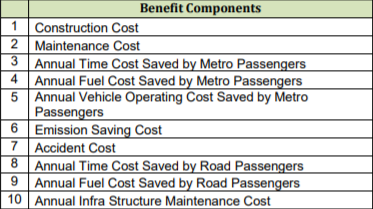 Benefit Components
1 Construction Cost
2 Maintenance Cost
3 Annual Time Cost Saved by Metro Passengers
4 Annual Fuel Cost Saved by Metro Passengers
5 Annual Vehicle Operating Cost Saved by Metro
Passengers
6 Emission Saving Cost
7 Accident Cost
8 Annual Time Cost Saved by Road Passengers
9 Annual Fuel Cost Saved by Road Passengers
10 Annual Infra Structure Maintenance Cost